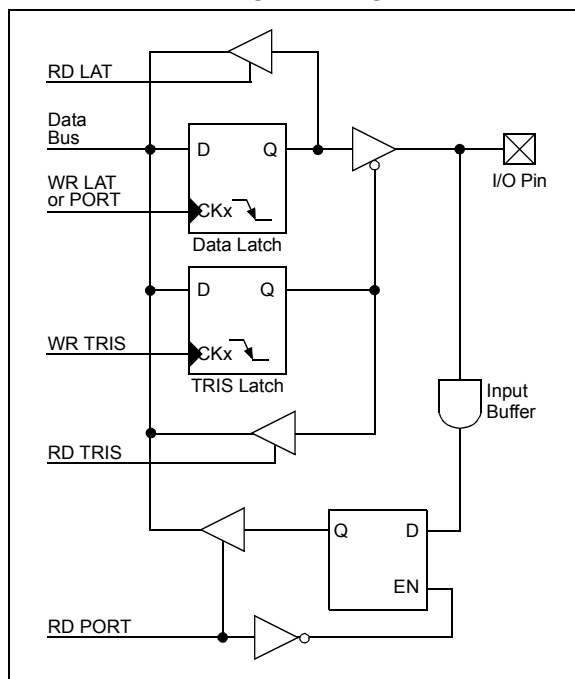 RD LAT
Data
Bus
D Q
WR LAT
or PORT
CKx
Data Latch
I/O Pin
D Q
WR TRIS
CKx
TRIS Latch
Input
Buffer
RD TRIS
Q D
EN
RD PORT